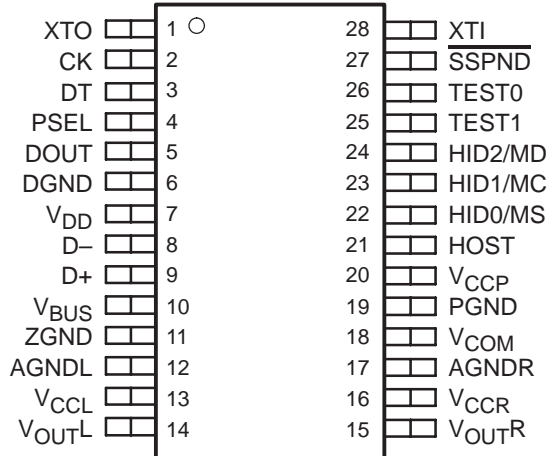 XTO 1 28 XTI
CK 2 27 SSPND
DT 3 26 TEST0
PSEL 4 25 TEST1
DOUT 5 24 HID2/MD
DGND 6 23 HID1/MC
VDD 7 22 HID0/MS
D– 8 21 HOST
D+ 9 20 VCCP
VBUS 10 19 PGND
ZGND 11 18 VCOM
AGNDL 12 17 AGNDR
VCCL 13 16 VCCR
VOUTL 14 15 VOUTR